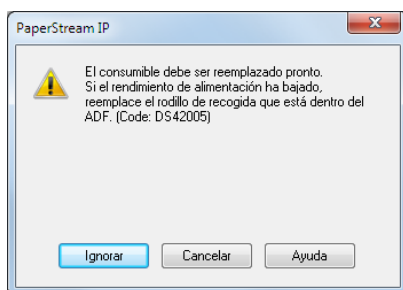 PaperStream IP
El consumible debe ser reemplazado pronto.
Si el rendimiento de alimentación ha bajado,
reemplace el rodillo de recogida que está dentro del
ADF. (Code: DS42005)
Ignorar
Cancelar
Ayuda